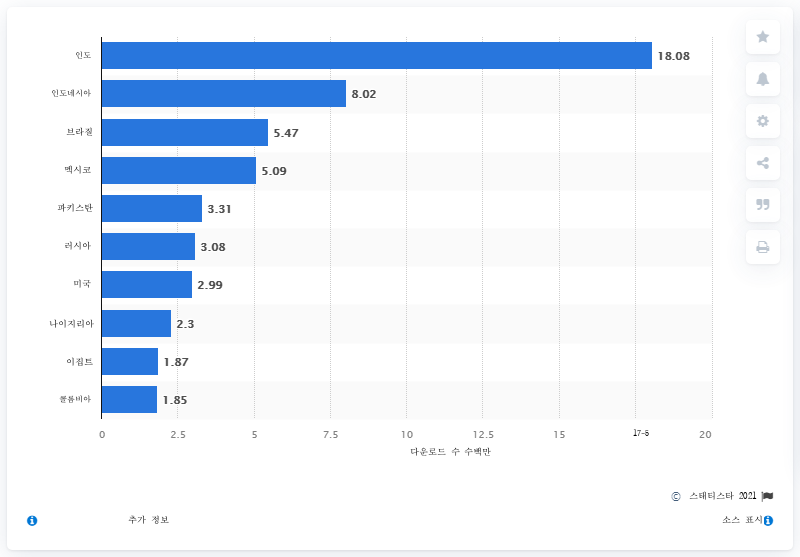 인도 18.08
인도네시아 8.02
브라질 5.47
멕시코 5.09
파키스탄 3.31
러시아 3.08
미국 2.99
나이지리아 2.3
이집트 1.87
콜롬비아 1.85
0 2.5 5 7.5 10 12.5 15 17-5 20
다운로드 수 수백만
© 스태티스타 2021
추가 정보 소스 표시